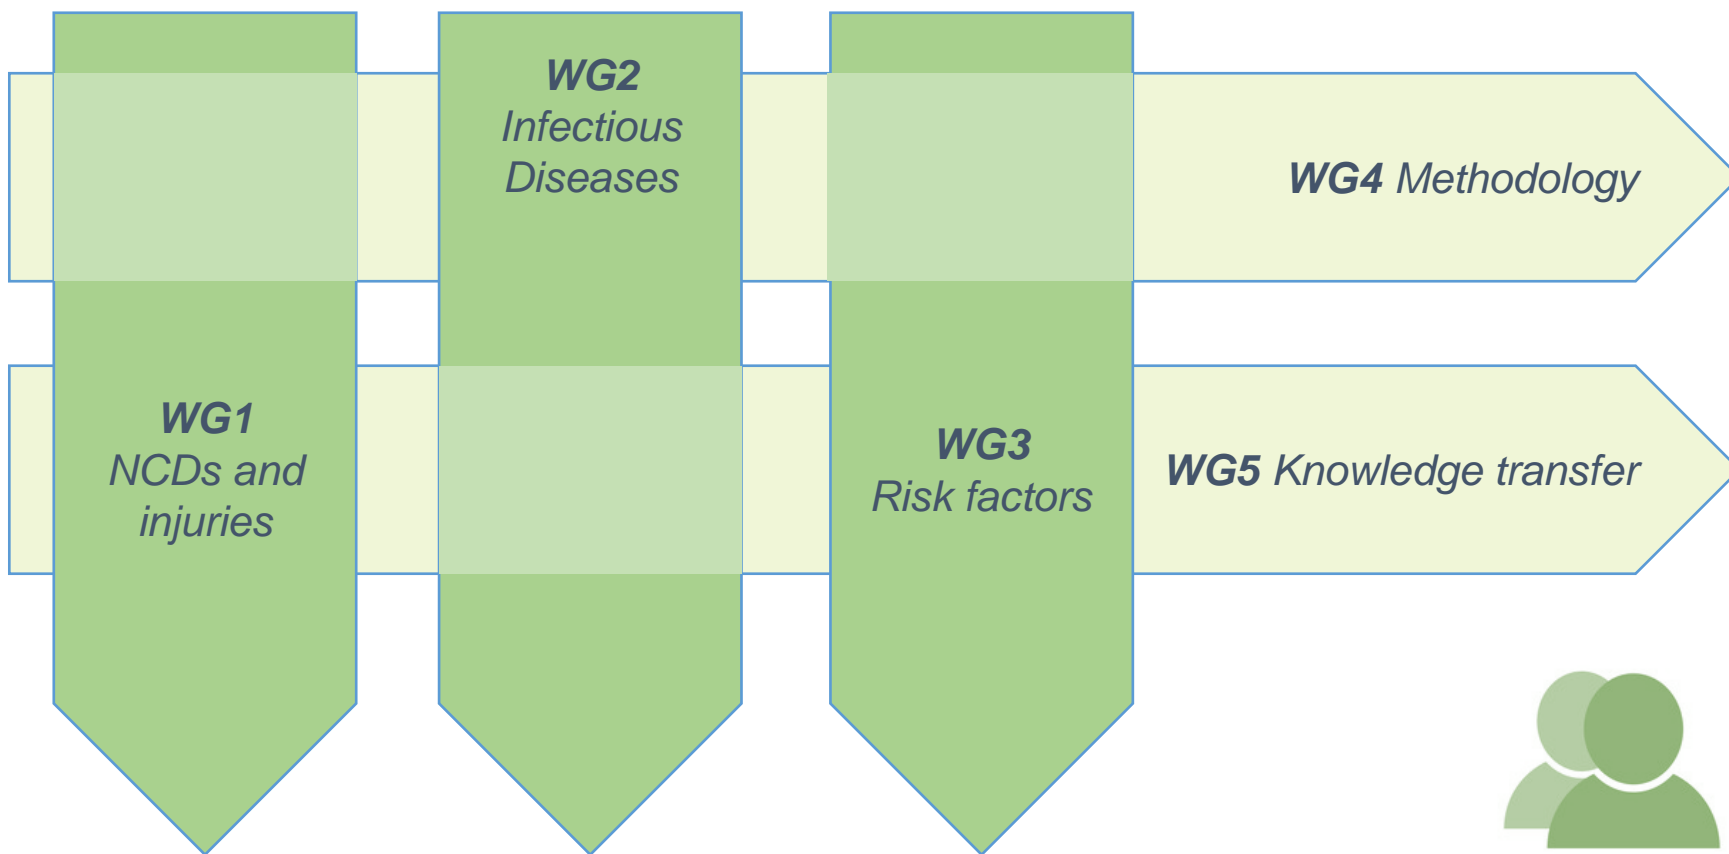 WG2
Infectious
Diseases
WG4 Methodology
WG1
NCDs and
injuries
WG3
Risk factors
WG5 Knowledge transfer